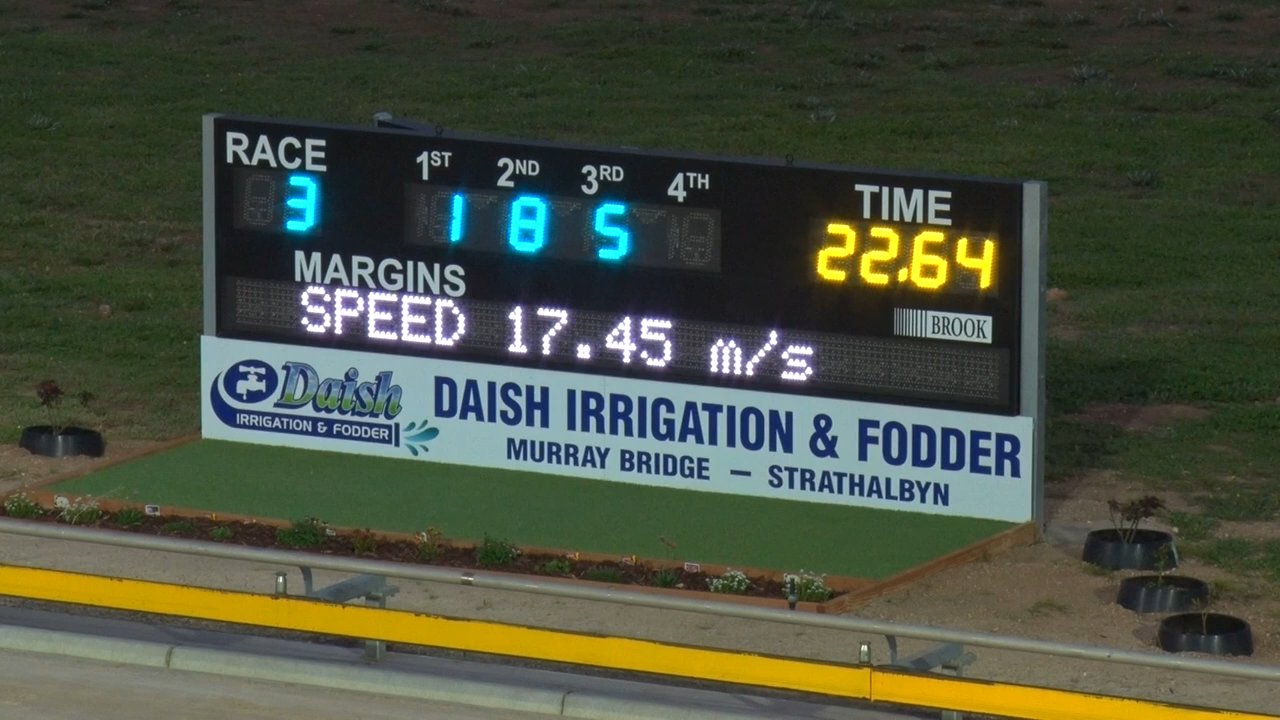 RACE 1ST 2ND 3RD 4TH TIME
3 1 8 5 22.64
MARGINS
SPEED 17.45 m/s
BROOK
Daish
IRRIGATION & FODDER
DAISH IRRIGATION & FODDER
MURRAY BRIDGE — STRATHALBYN